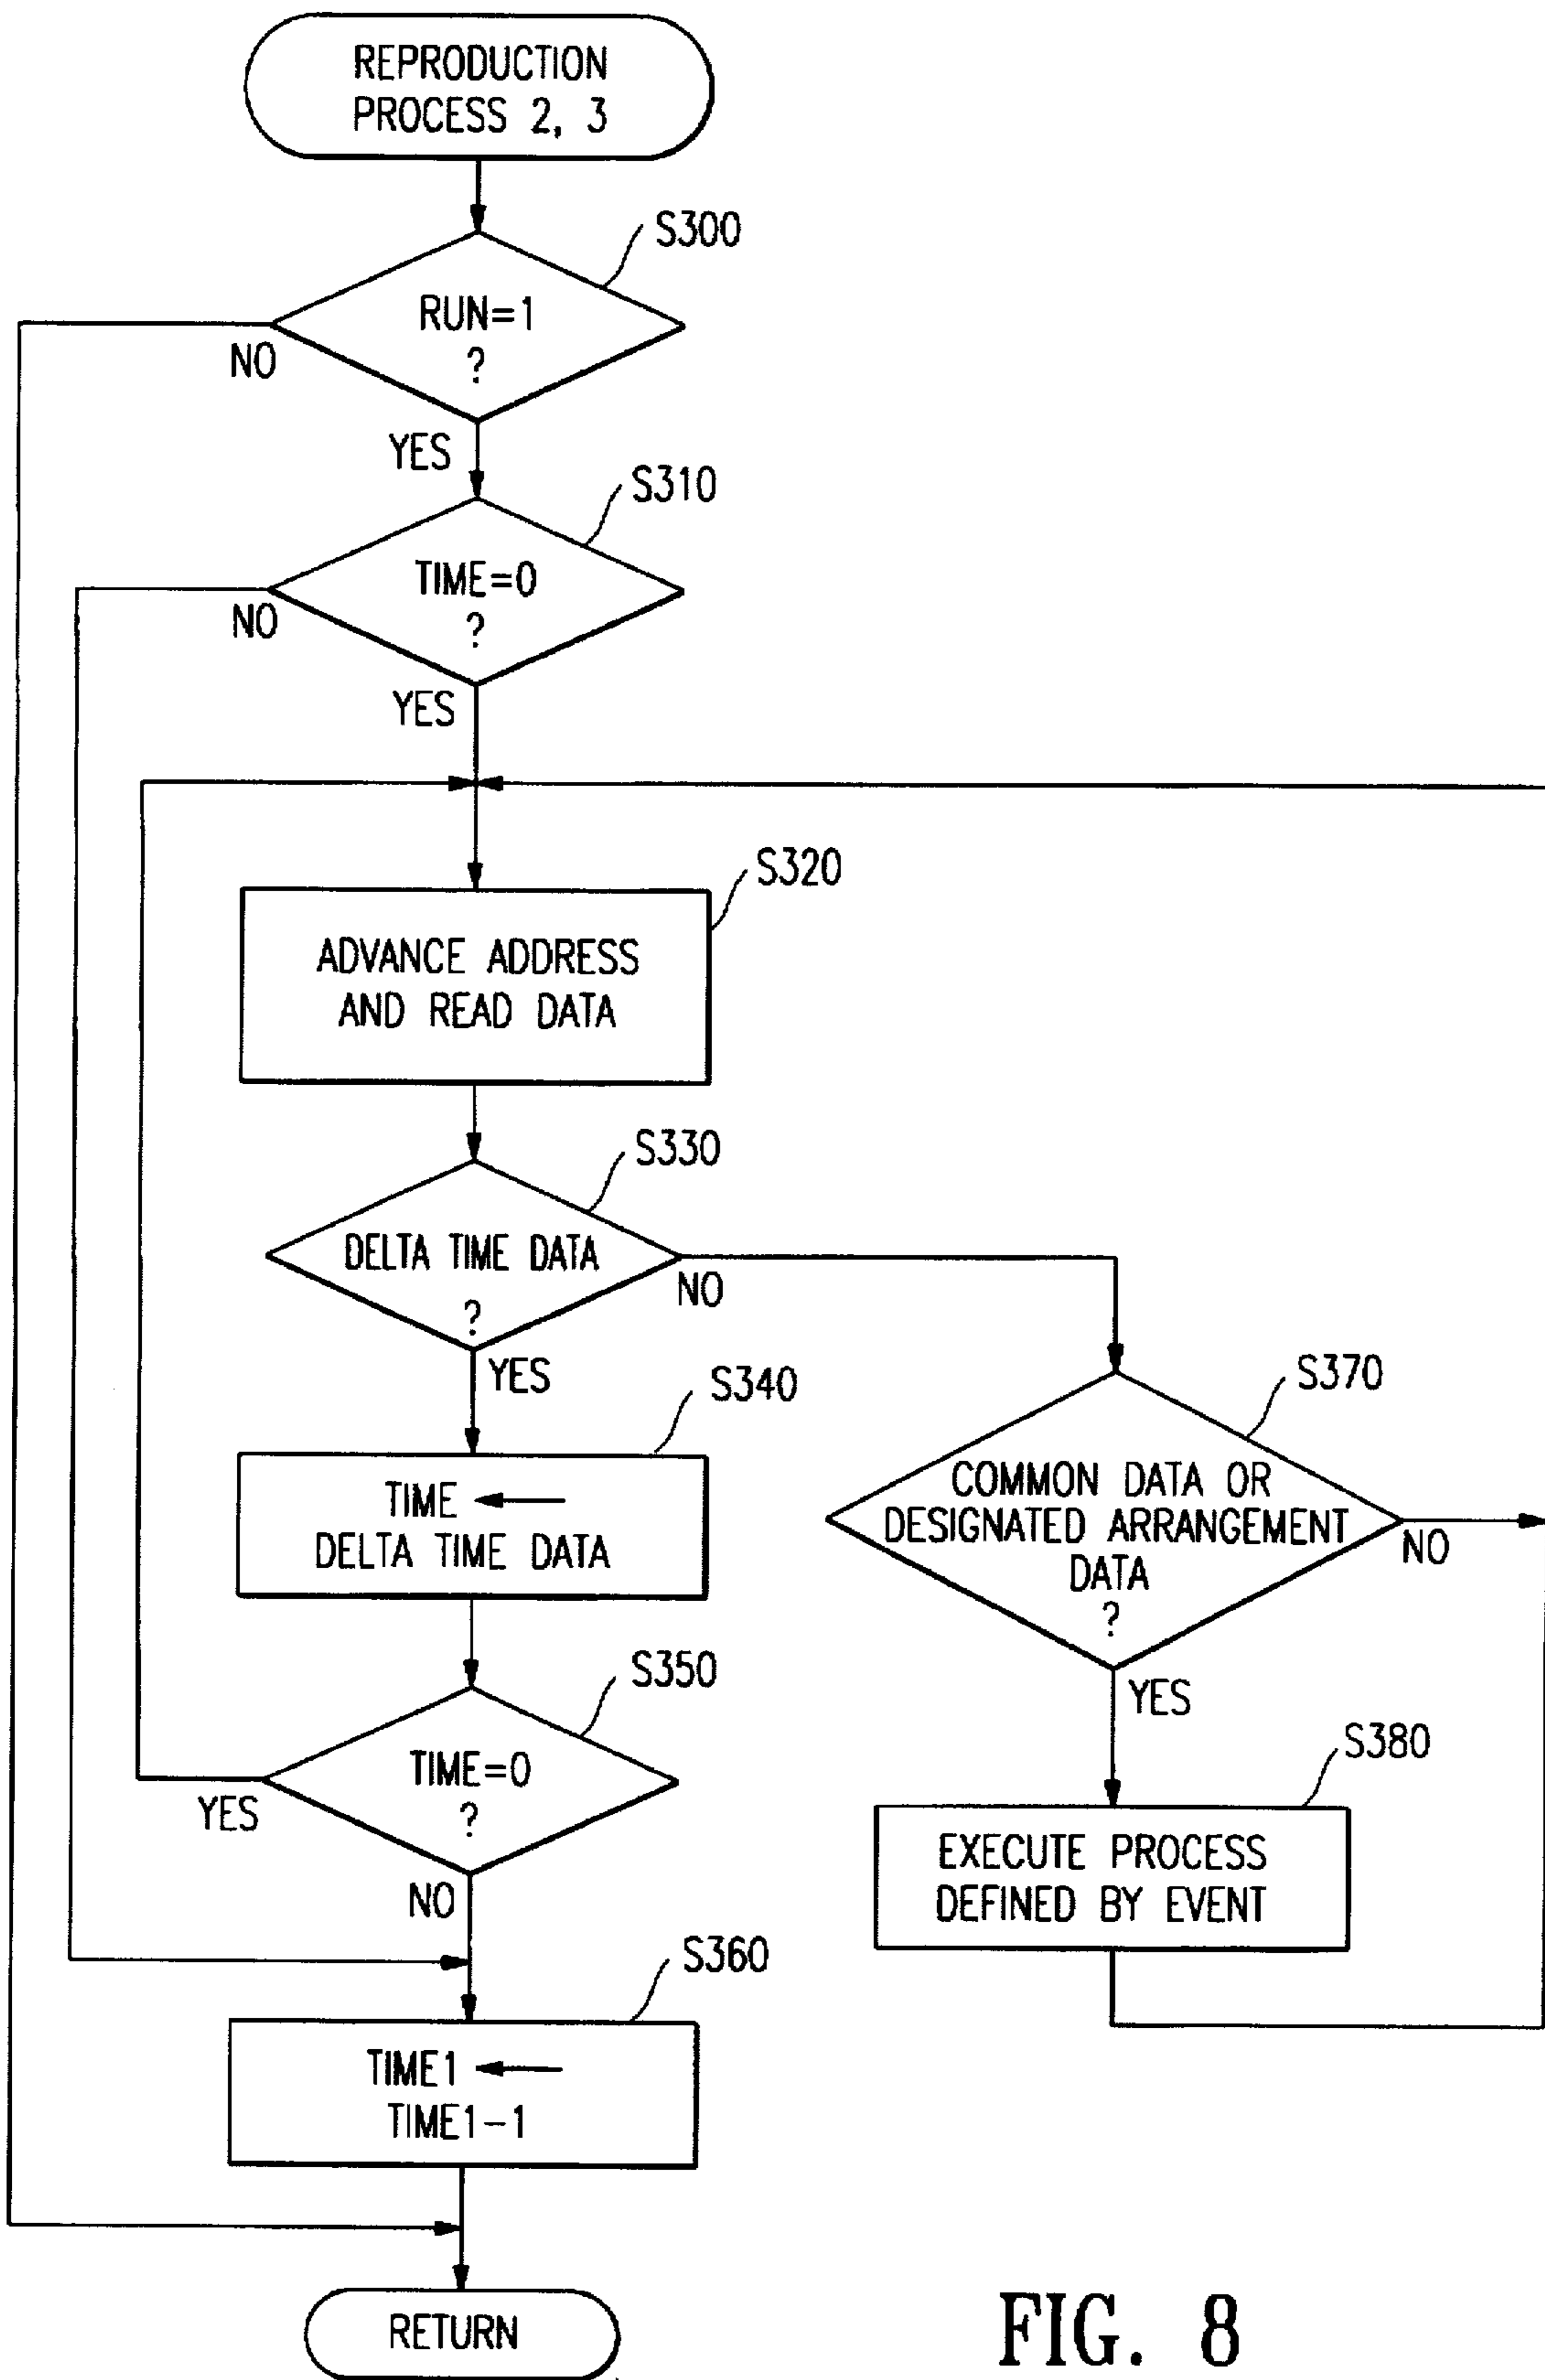 REPRODUCTION
PROCESS 2, 3
S300
RUN=1
?
NO
YES
S310
TIME=0
?
NO
YES
S320
ADVANCE ADDRESS
AND READ DATA
S330
DELTA TIME DATA
?
NO
YES
S340
TIME ←
DELTA TIME DATA
S370
COMMON DATA OR
DESIGNATED ARRANGEMENT
DATA
?
NO
YES
S350
TIME=0
?
YES
NO
S380
EXECUTE PROCESS
DEFINED BY EVENT
S360
TIME1 ←
TIME1-1
RETURN
FIG. 8